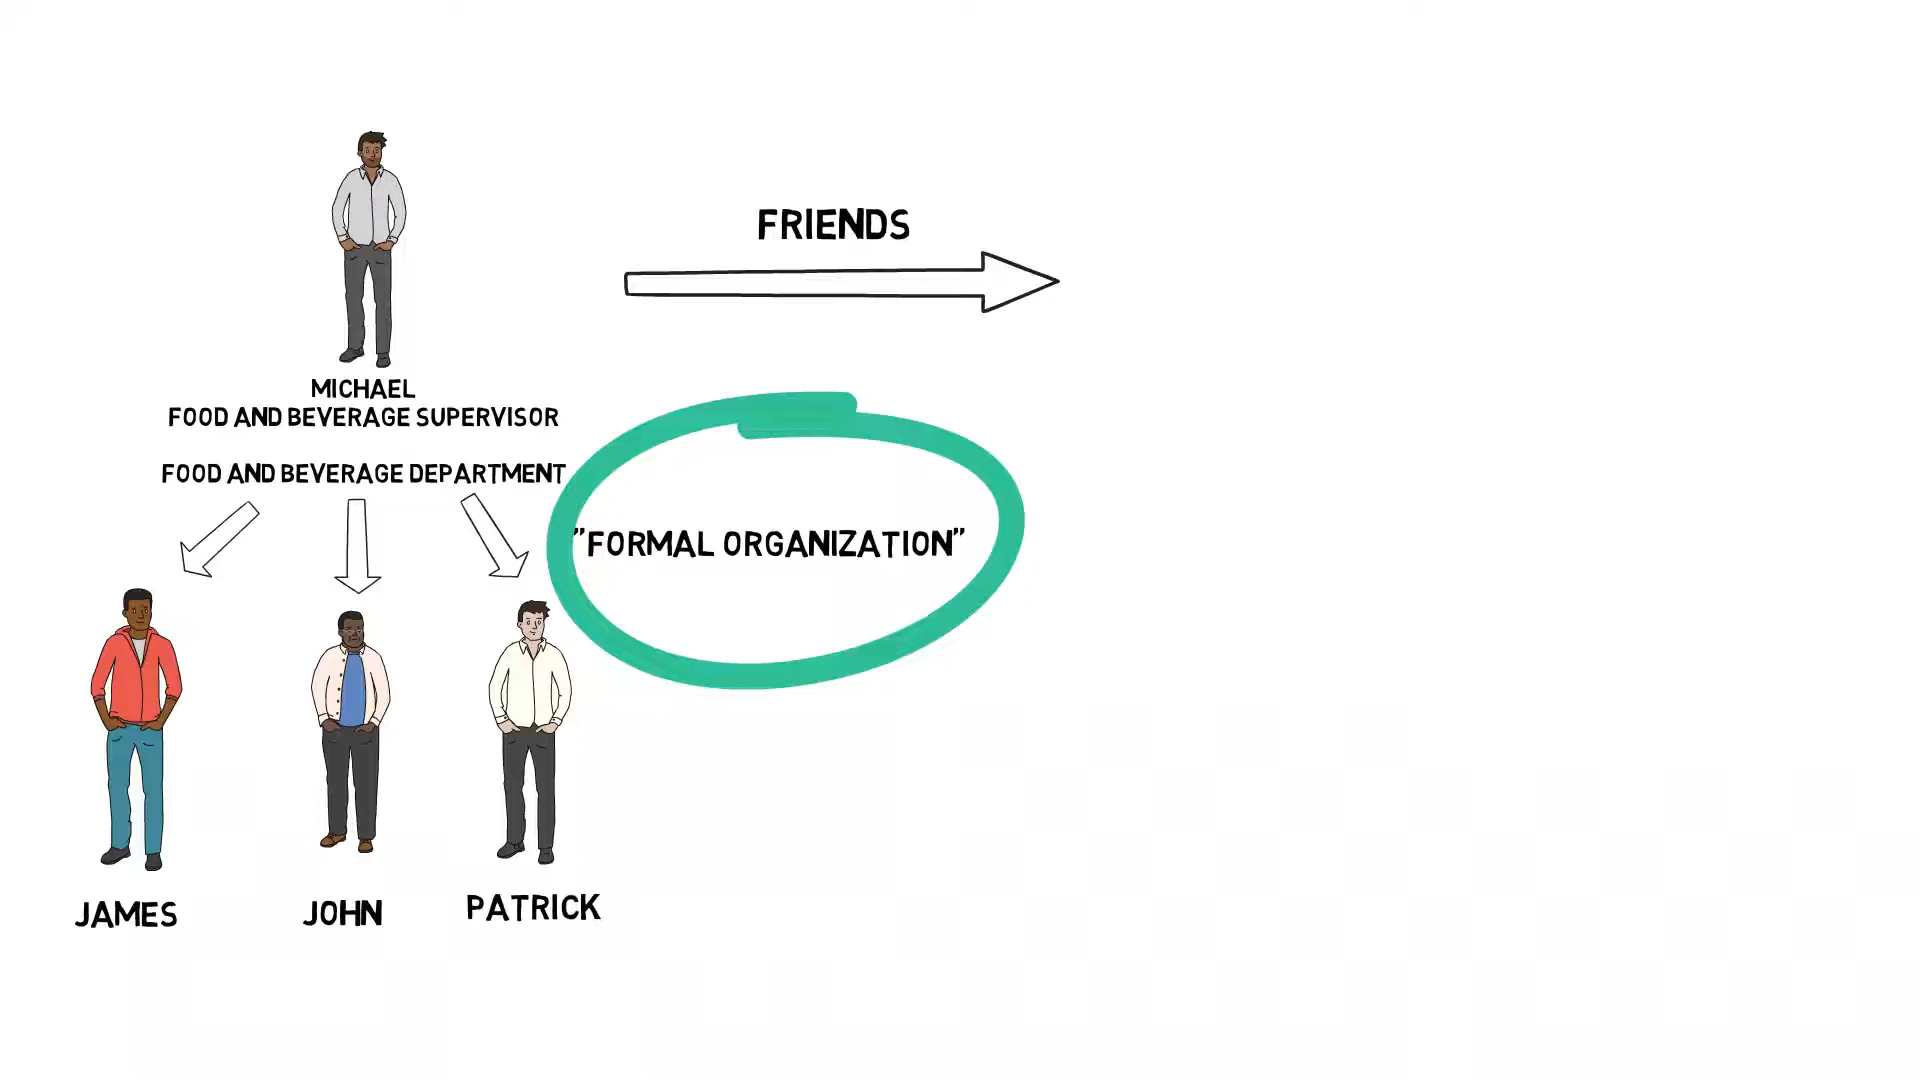 FRIENDS
MICHAEL
FOOD AND BEVERAGE SUPERVISOR
FOOD AND BEVERAGE DEPARTMENT
"FORMAL ORGANIZATION"
JAMES
JOHN
PATRICK